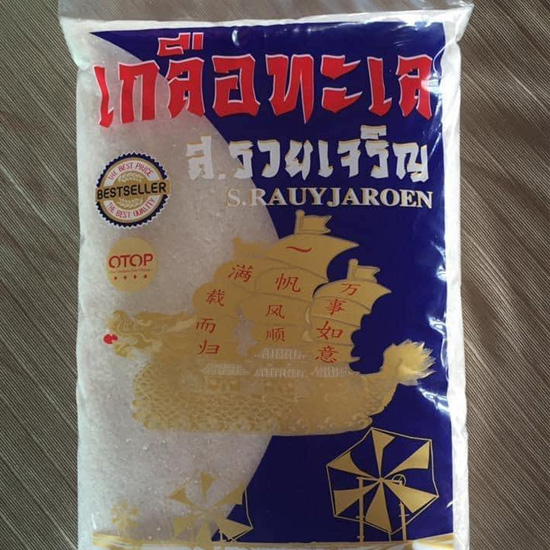 เกลือทะเล
ส.รวยเจริญ
S.RAUYJAROEN
THE BEST PRICE
BESTSELLER
THE BEST QUALITY
OTOP
满载而归
一帆风顺
万事如意